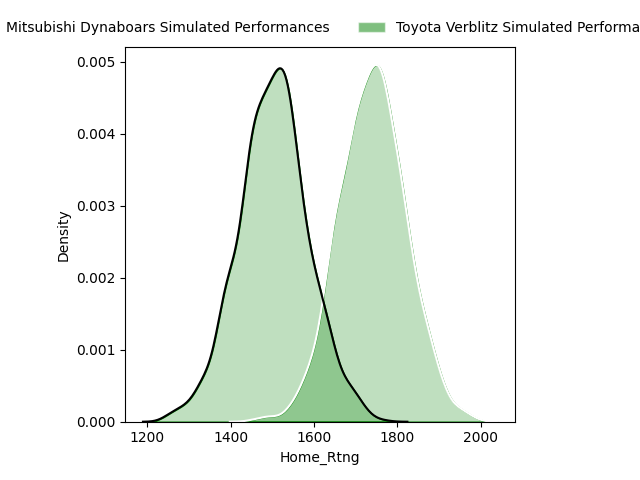 Mitsubishi Dynaboars Simulated Performances
Toyota Verblitz Simulated Performa
0.005
0.004
0.003
0.002
0.001
0.000
Density
1200 1400 1600 1800 2000
Home_Rtng